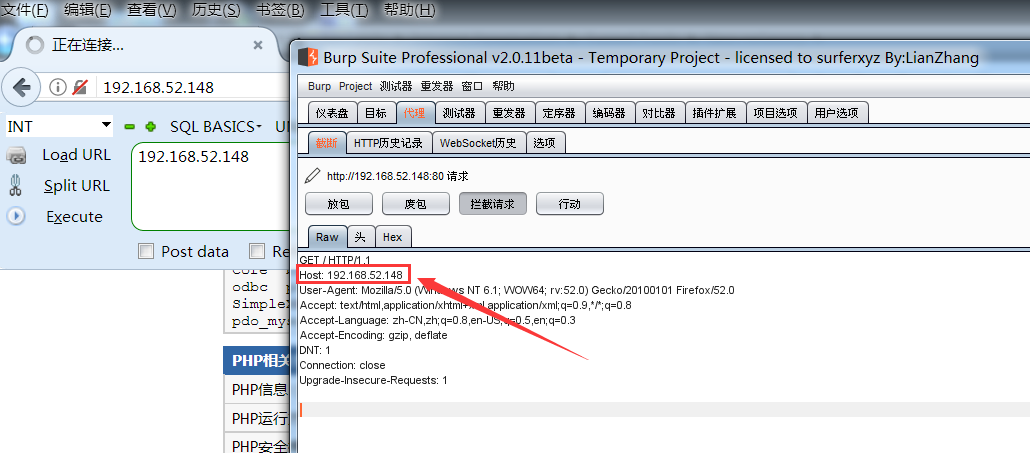 文件(F) 编辑(E) 查看(V) 历史(S) 书签(B) 工具(T) 帮助(H)
正在连接...
192.168.52.148
INT
SQL BASICS
Load URL
192.168.52.148
Split URL
Execute
Post data
odbc
PHP相关
PHP信息
PHP运行
PHP安全
Burp Suite Professional v2.0.11beta - Temporary Project - licensed to surferxyz By:LianZhang
Burp Project 测试器 重发器 窗口 帮助
仪表盘 目标 代理 测试器 重发器 定序器 编码器 对比器 插件扩展 项目选项 用户选项
截断 HTTP历史记录 WebSocket历史 选项
http://192.168.52.148:80 请求
放包 废包 拦截请求 行动
Raw 头 Hex
GET / HTTP/1.1
Host: 192.168.52.148
User-Agent: Mozilla/5.0 (Windows NT 6.1; WOW64; rv:52.0) Gecko/20100101 Firefox/52.0
Accept: text/html,application/xhtml+xml,application/xml;q=0.9,*/*;q=0.8
Accept-Language: zh-CN,zh;q=0.8,en-US;q=0.5,en;q=0.3
Accept-Encoding: gzip, deflate
DNT: 1
Connection: close
Upgrade-Insecure-Requests: 1